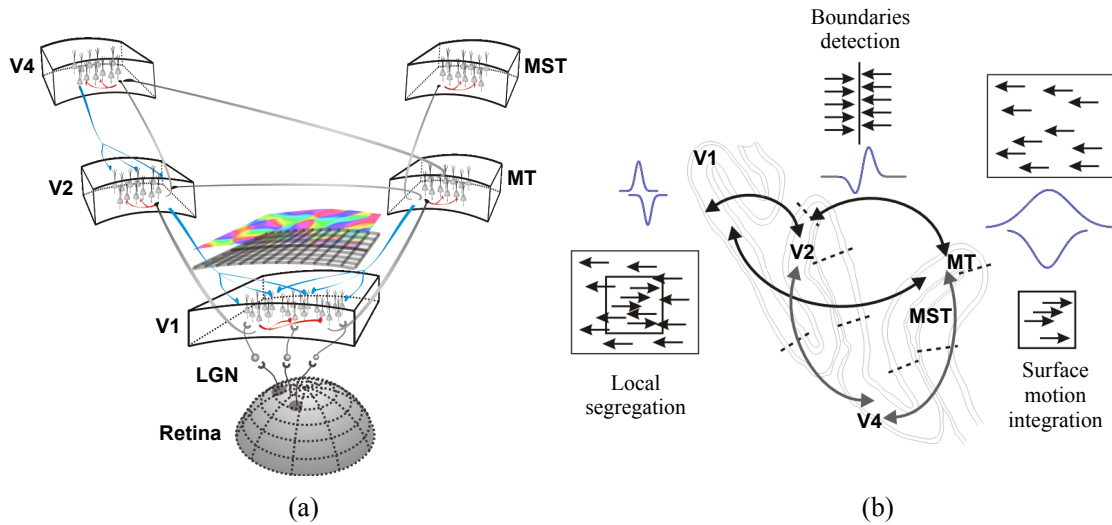 V4
MST
V2
MT
V1
LGN
Retina
(a)
Boundaries
detection
V1
V2
MT
MST
V4
Local
segregation
Surface
motion
integration
(b)